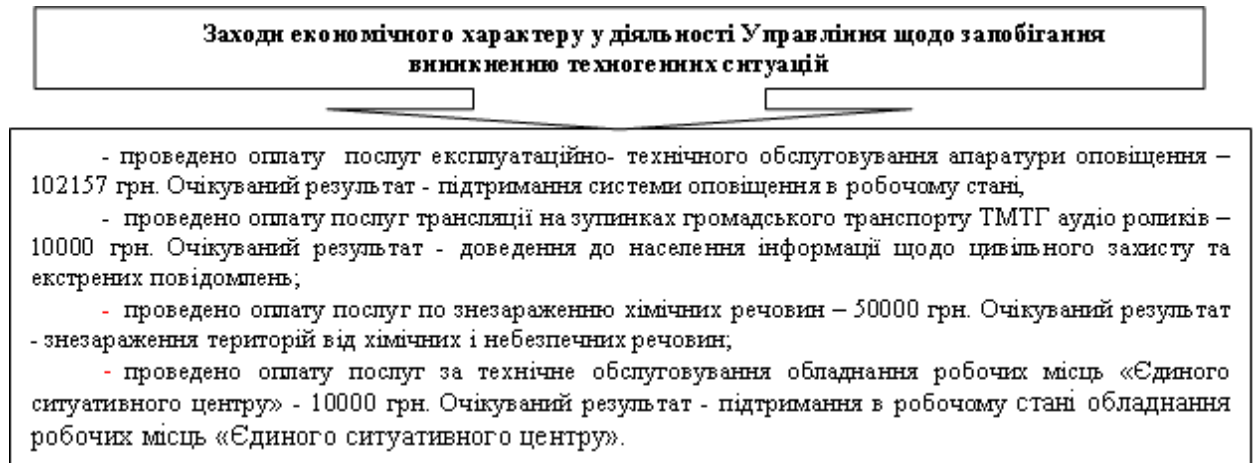 Заходи економічного характеру у діяльності Управління щодо запобігання
виникненню техногенних ситуацій
- проведено оплату послуг експлуатаційно- технічного обслуговування апаратури оповіщення –
102157 грн. Очікуваний результат - підтримання системи оповіщення в робочому стані,
- проведено оплату послуг трансляції на зупинках громадського транспорту ТМТГ аудіо роликів –
10000 грн. Очікуваний результат - доведення до населення інформації щодо цивільного захисту та
екстрених повідомлень;
- проведено оплату послуг по знезараженню хімічних речовин – 50000 грн. Очікуваний результат
- знезараження територій від хімічних і небезпечних речовин;
- проведено оплату послуг за технічне обслуговування обладнання робочих місць «Єдиного
ситуативного центру» - 10000 грн. Очікуваний результат - підтримання в робочому стані обладнання
робочих місць «Єдиного ситуативного центру».